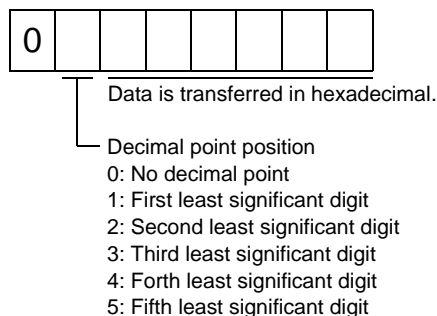 0
Data is transferred in hexadecimal.
Decimal point position
0: No decimal point
1: First least significant digit
2: Second least significant digit
3: Third least significant digit
4: Forth least significant digit
5: Fifth least significant digit